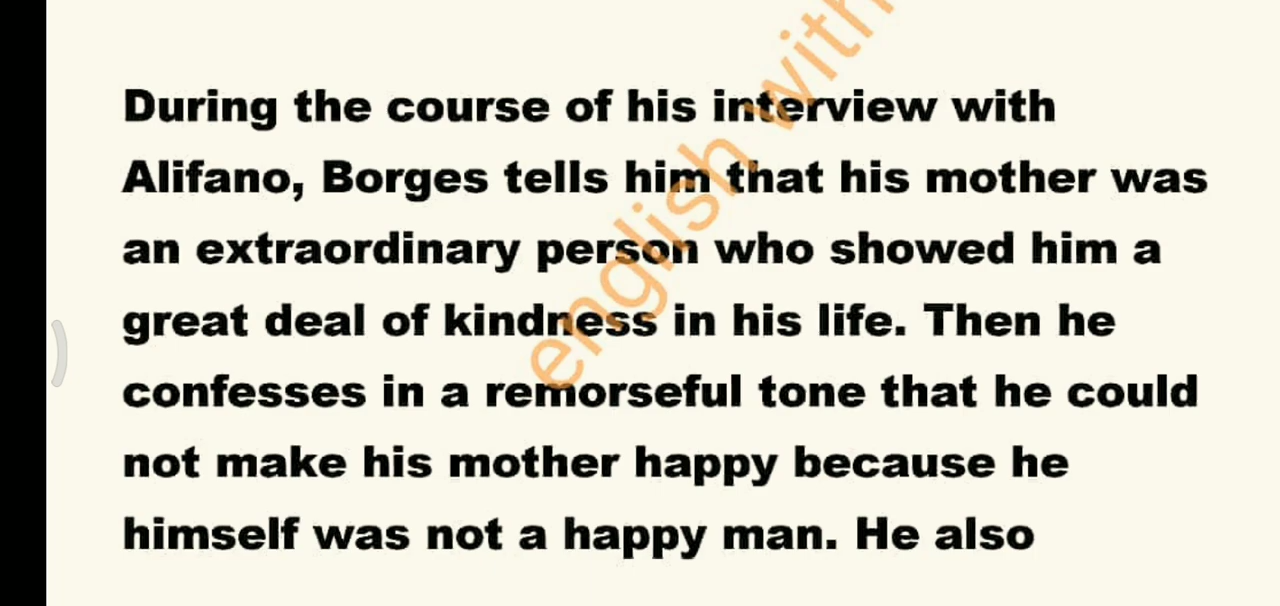 During the course of his interview with
Alifano, Borges tells him that his mother was
an extraordinary person who showed him a
great deal of kindness in his life. Then he
confesses in a remorseful tone that he could
not make his mother happy because he
himself was not a happy man. He also
english with